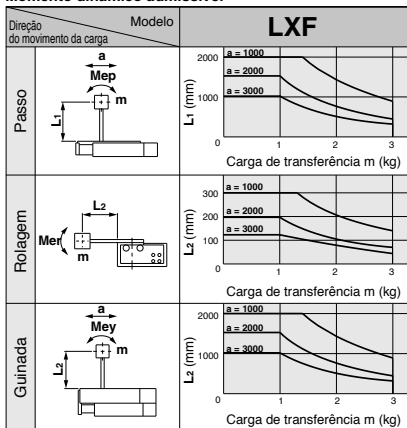 Momento dinâmico admissível
Direção
do movimento da carga
Modelo
LXF
Passo
a
Mep
m
L1
L1 (mm)
2000
1000
0
a = 1000
a = 2000
a = 3000
1
2
3
Carga de transferência m (kg)
Rolagem
L2
Mer
m
L2 (mm)
300
200
100
0
a = 1000
a = 2000
a = 3000
1
2
3
Carga de transferência m (kg)
Guinada
a
Mey
m
L2
L2 (mm)
2000
1000
0
a = 1000
a = 2000
a = 3000
1
2
3
Carga de transferência m (kg)